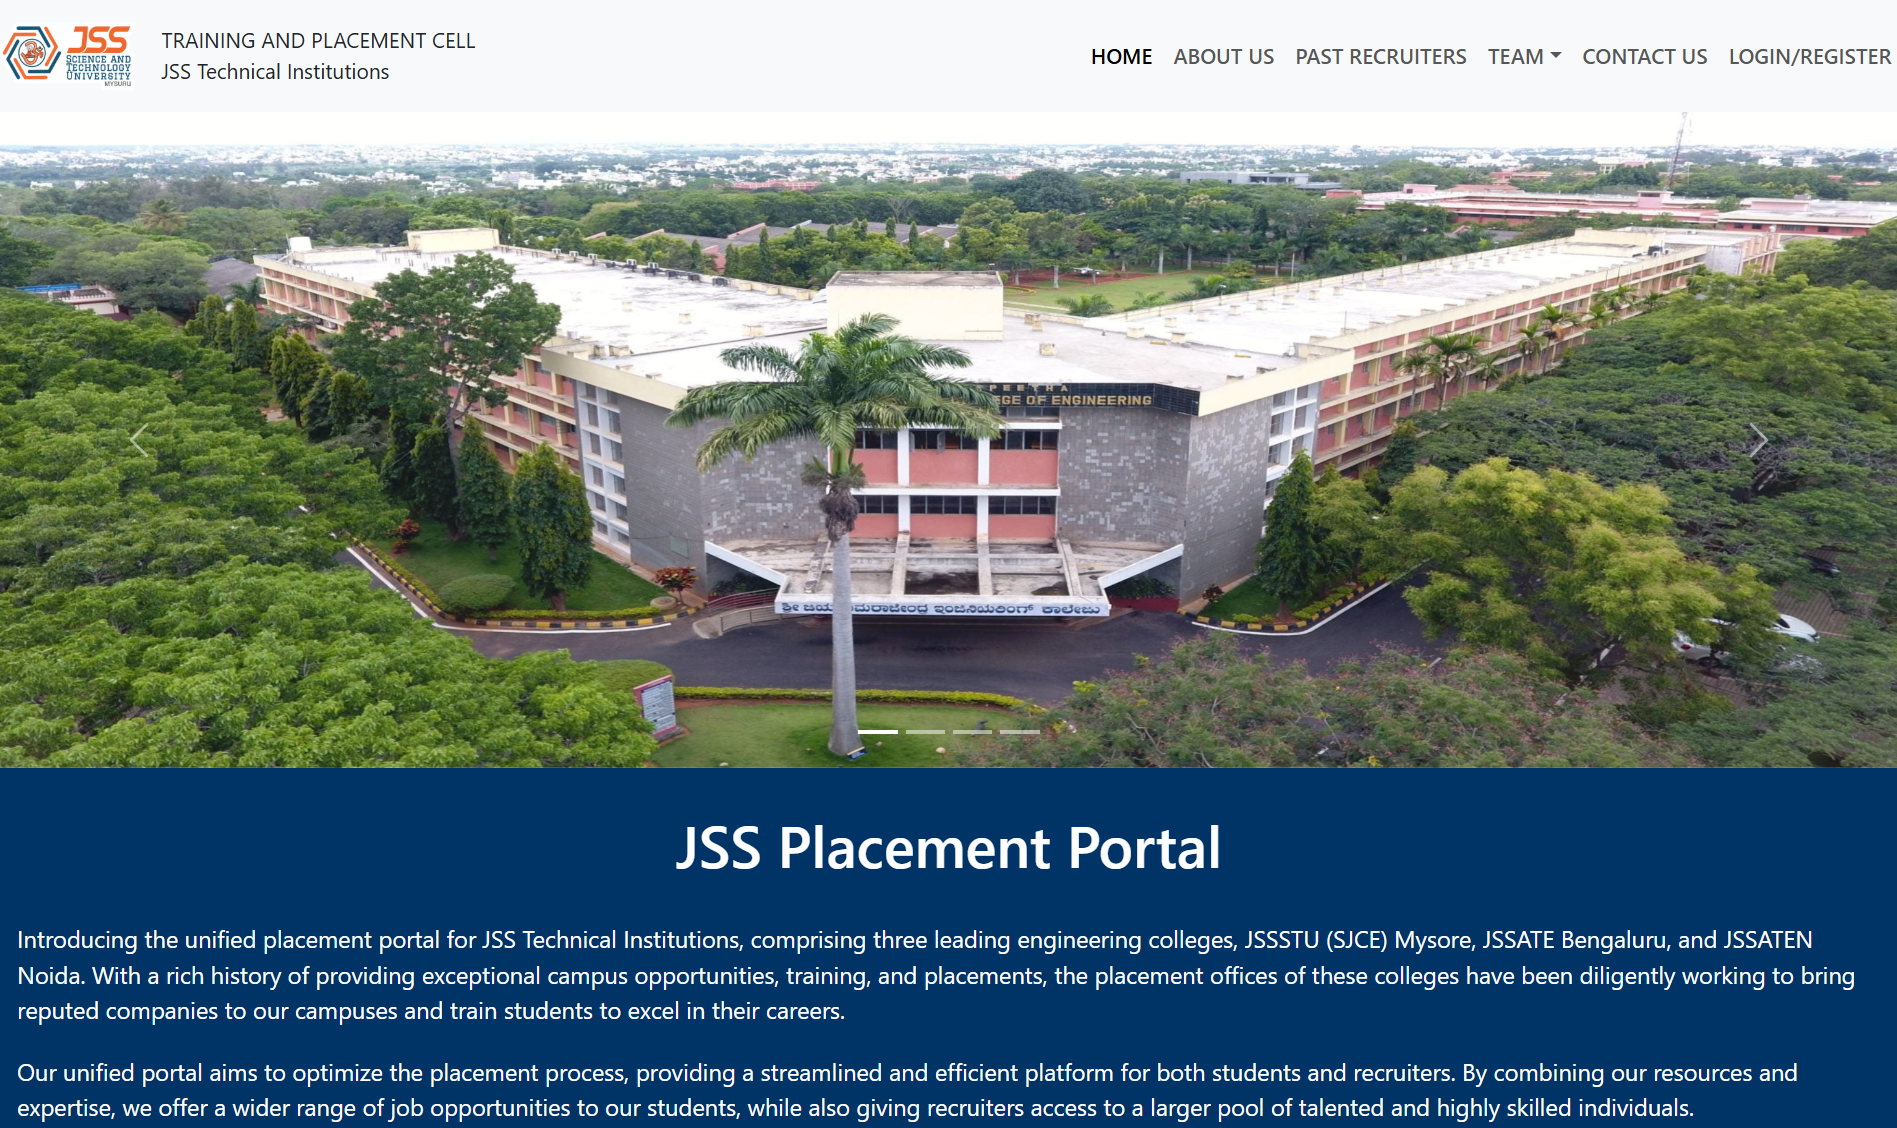 JSS
SCIENCE AND
TECHNOLOGY
UNIVERSITY
MYSURU
TRAINING AND PLACEMENT CELL
JSS Technical Institutions
HOME ABOUT US PAST RECRUITERS TEAM CONTACT US LOGIN/REGISTER
PEETHA
EGE OF ENGINEERING
ಶ್ರೀ ಜಯ ಮರಾಜೇಂದ್ರ ಇಂಜಿನಿಯರಿಂಗ್ ಕಾಲೇಜು
JSS Placement Portal
Introducing the unified placement portal for JSS Technical Institutions, comprising three leading engineering colleges, JSSSTU (SJCE) Mysore, JSSATE Bengaluru, and JSSATEN
Noida. With a rich history of providing exceptional campus opportunities, training, and placements, the placement offices of these colleges have been diligently working to bring
reputed companies to our campuses and train students to excel in their careers.
Our unified portal aims to optimize the placement process, providing a streamlined and efficient platform for both students and recruiters. By combining our resources and
expertise, we offer a wider range of job opportunities to our students, while also giving recruiters access to a larger pool of talented and highly skilled individuals.